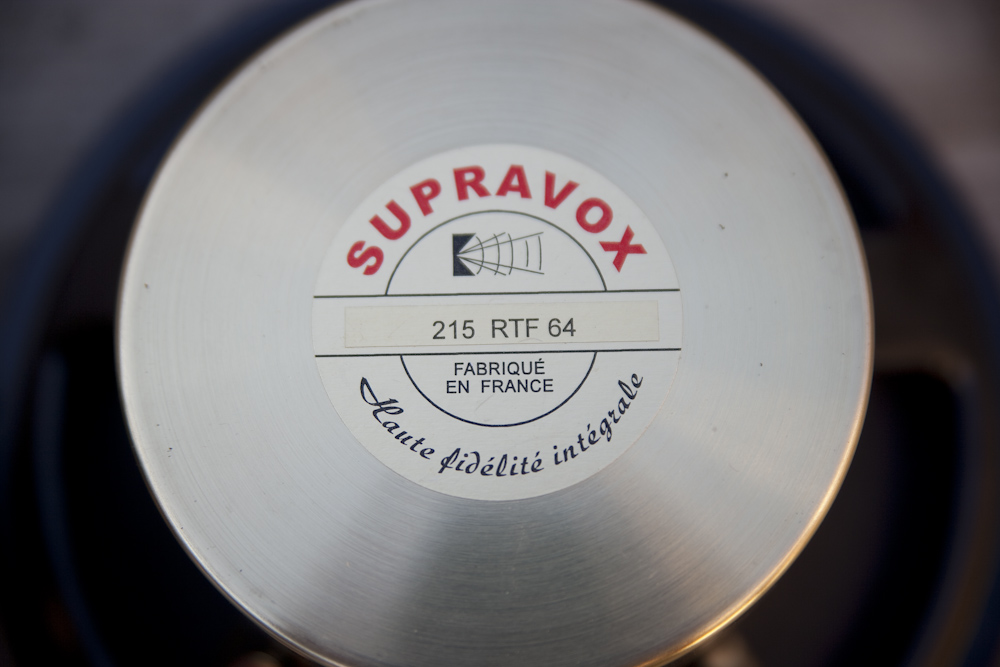 SUPRAVOX
215 RTF 64
FABRIQUÉ
EN FRANCE
Haute fidélité intégrale